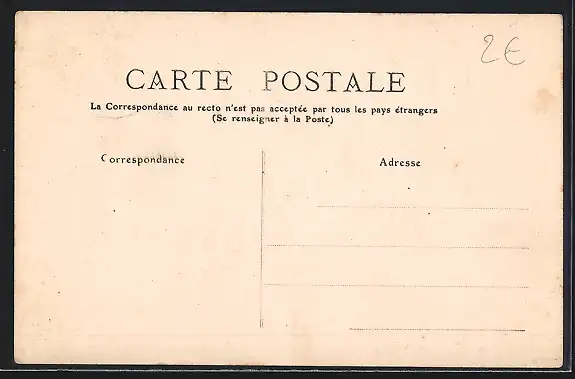 2€
CARTE POSTALE
La Correspondance au recto n'est pas acceptée par tous les pays étrangers
(Se renseigner à la Poste)
Correspondance
Adresse